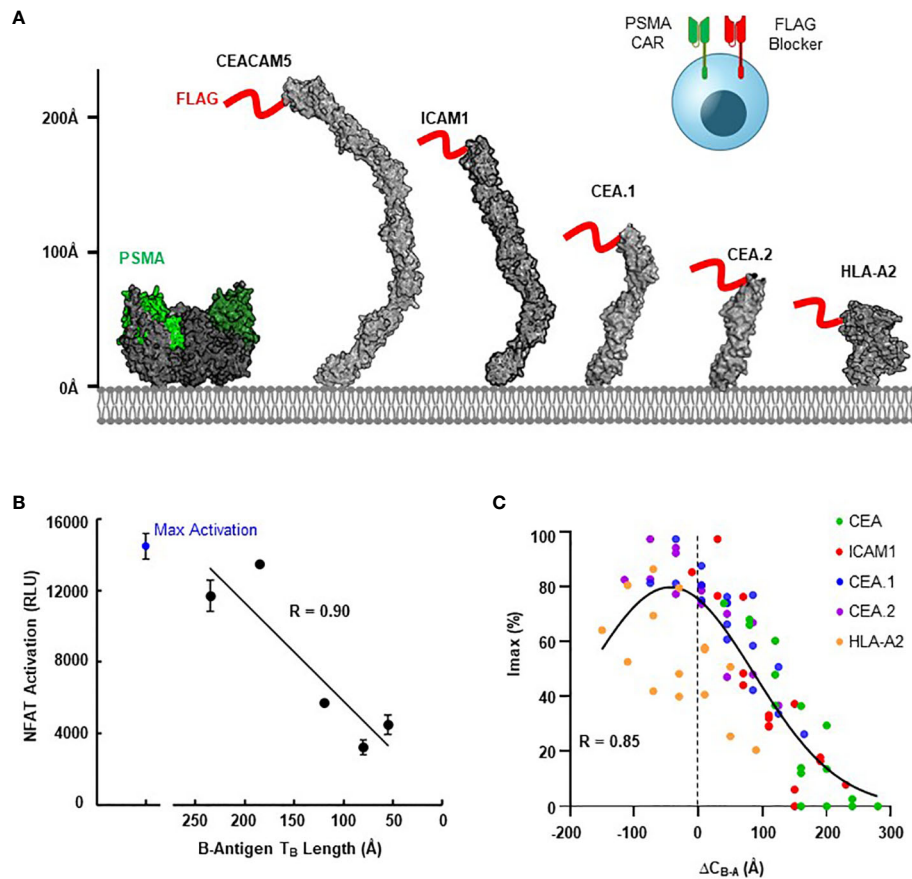 A
PSMA
CAR
FLAG
Blocker
CEACAM5
FLAG
ICAM1
CEA.1
CEA.2
HLA-A2
PSMA
200Å
100Å
0Å
B
16000
12000
8000
4000
0
NFAT Activation (RLU)
Max Activation
R = 0.90
250 200 150 100 50 0
B-Antigen TB Length (Å)
C
100
80
60
40
20
0
Imax (%)
R = 0.85
-200 -100 0 100 200 300
ΔCB-A (Å)
CEA
ICAM1
CEA.1
CEA.2
HLA-A2